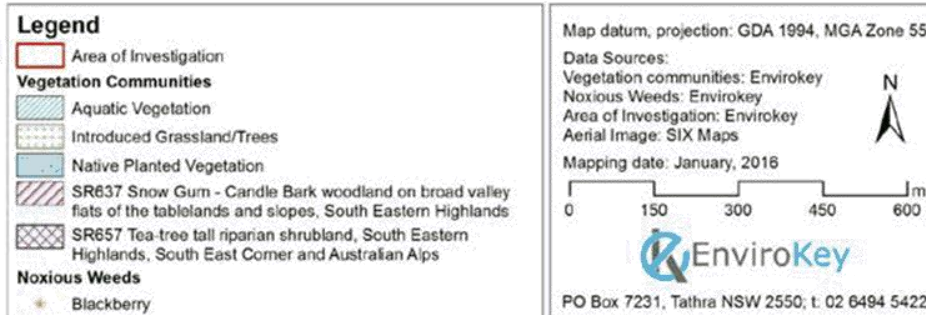 Legend
Area of Investigation
Vegetation Communities
Aquatic Vegetation
Introduced Grassland/Trees
Native Planted Vegetation
SR637 Snow Gum - Candle Bark woodland on broad valley
flats of the tablelands and slopes, South Eastern Highlands
SR657 Tea-tree tall riparian shrubland, South Eastern
Highlands, South East Corner and Australian Alps
Noxious Weeds
Blackberry
Map datum, projection: GDA 1994, MGA Zone 55
Data Sources:
Vegetation communities: Envirokey
Noxious Weeds: Envirokey
Area of Investigation: Envirokey
Aerial Image: SIX Maps
Mapping date: January, 2016
N
m
0 150 300 450 600
EnviroKey
PO Box 7231, Tathra NSW 2550; t: 02 6494 5422